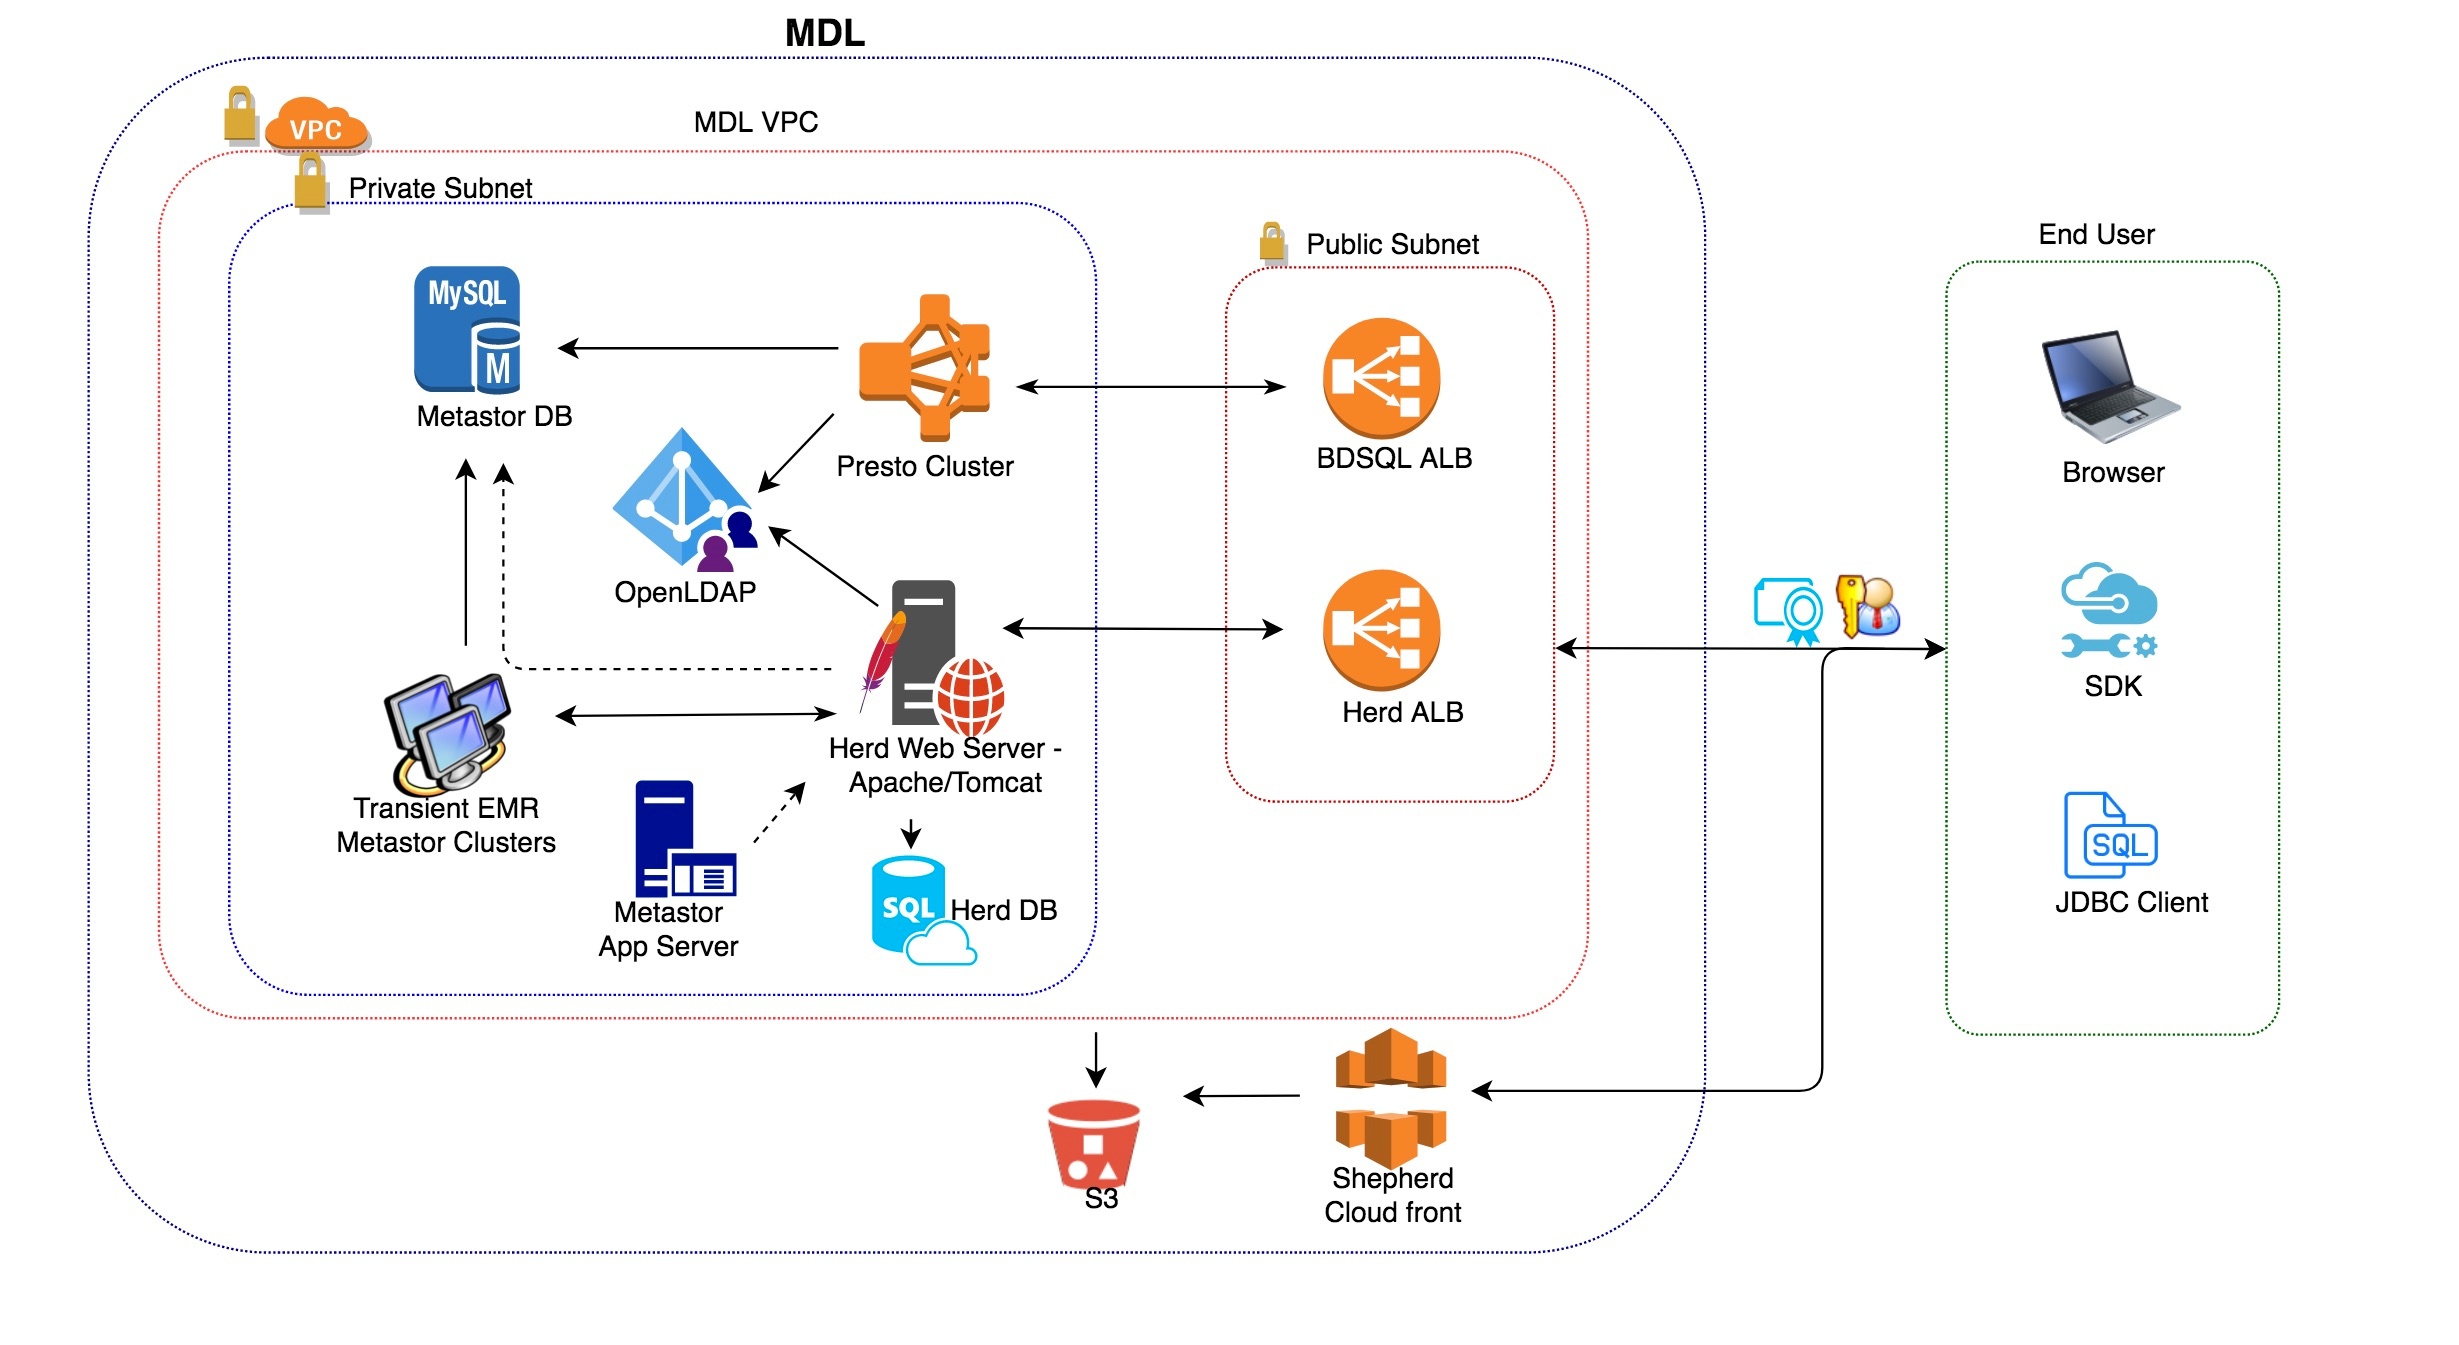 MDL
VPC
MDL VPC
Private Subnet
Public Subnet
End User
MySQL
M
Metastor DB
Presto Cluster
BDSQL ALB
Browser
OpenLDAP
SDK
Herd ALB
Herd Web Server -
Apache/Tomcat
Transient EMR
Metastor Clusters
SQL
JDBC Client
Metastor
App Server
SQL
Herd DB
S3
Shepherd
Cloud front